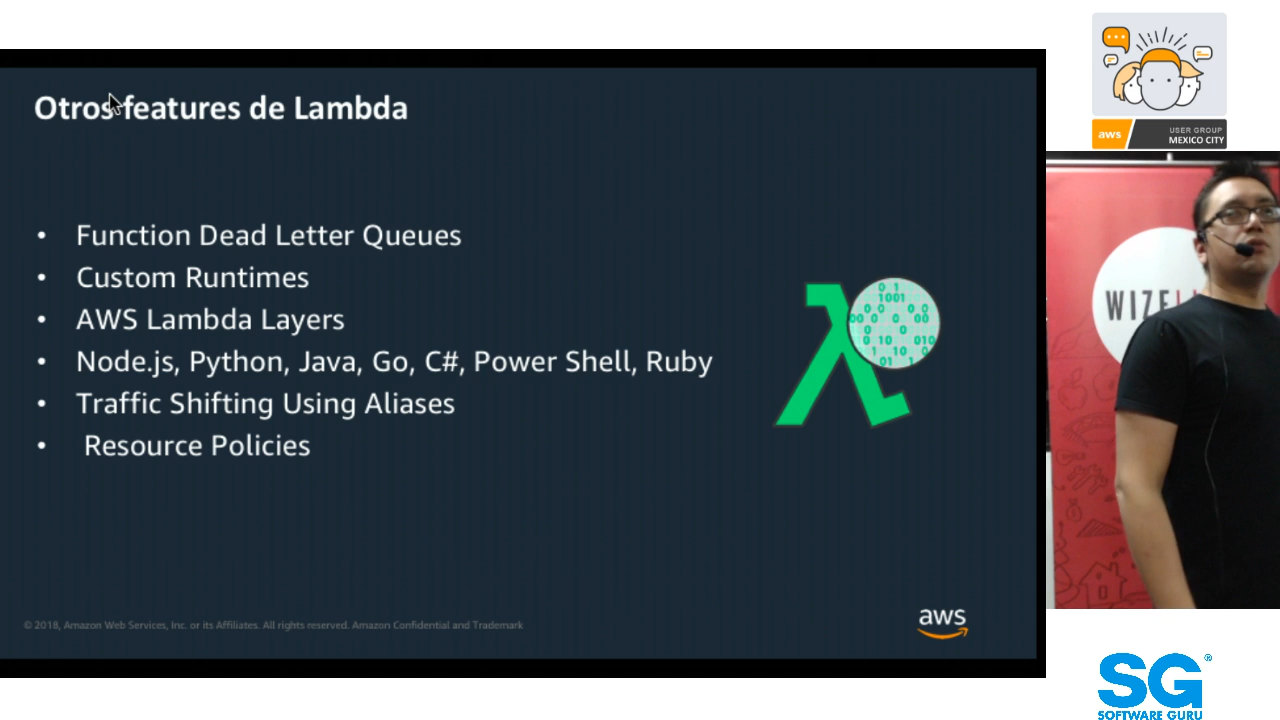 Otros features de Lambda
• Function Dead Letter Queues
• Custom Runtimes
• AWS Lambda Layers
• Node.js, Python, Java, Go, C#, Power Shell, Ruby
• Traffic Shifting Using Aliases
• Resource Policies
© 2018, Amazon Web Services, Inc. or its Affiliates. All rights reserved. Amazon Confidential and Trademark
aws
aws
USER GROUP
MEXICO CITY
WIZE
SG®
SOFTWARE GURU